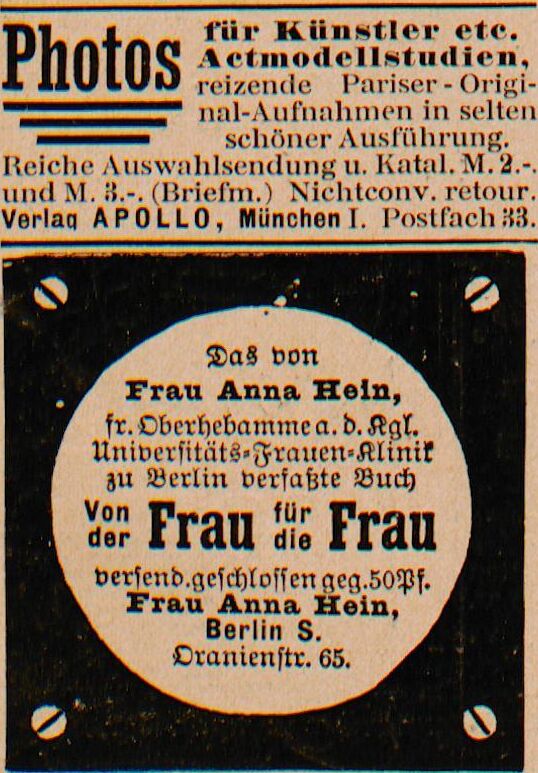 Photos
für Künstler etc.
Actmodellstudien,
reizende Pariser-Origi-
nal-Aufnahmen in selten
schöner Ausführung.
Reiche Auswahlsendung u. Katal. M. 2.-.
und M. 3.-. (Briefm.) Nichtconv. retour.
Verlag APOLLO, München I. Postfach 33.
Das von
Frau Anna Hein,
fr. Oberhebamme a. d. Kgl.
Universitäts-Frauen-Klinik
zu Berlin verfaßte Buch
Von der Frau für die Frau
versend. geschlossen geg. 50 Pf.
Frau Anna Hein,
Berlin S.
Oranienstr. 65.